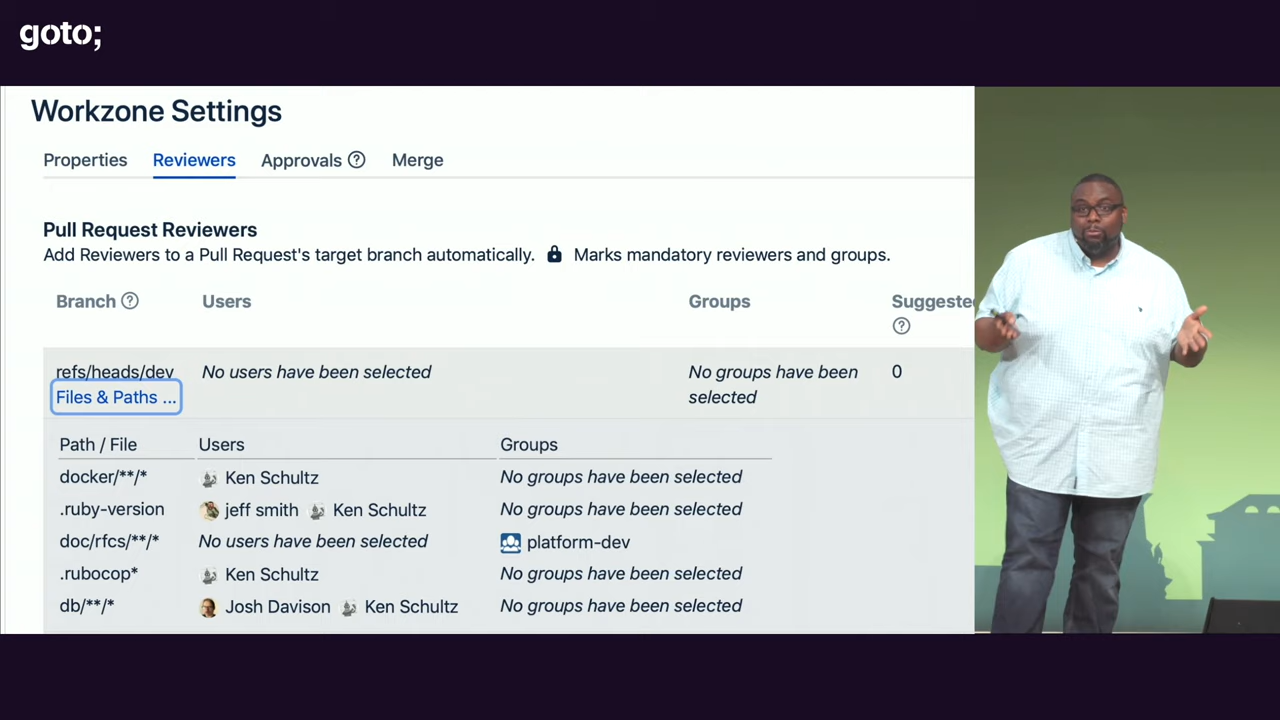 goto;
Workzone Settings
Properties Reviewers Approvals ? Merge
Pull Request Reviewers
Add Reviewers to a Pull Request's target branch automatically. Marks mandatory reviewers and groups.
Branch ? Users Groups Suggested
?
refs/heads/dev No users have been selected No groups have been 0
Files & Paths ... selected
Path / File Users Groups
docker/**/* Ken Schultz No groups have been selected
.ruby-version jeff smith Ken Schultz No groups have been selected
doc/rfcs/**/* No users have been selected platform-dev
.rubocop* Ken Schultz No groups have been selected
db/**/* Josh Davison Ken Schultz No groups have been selected